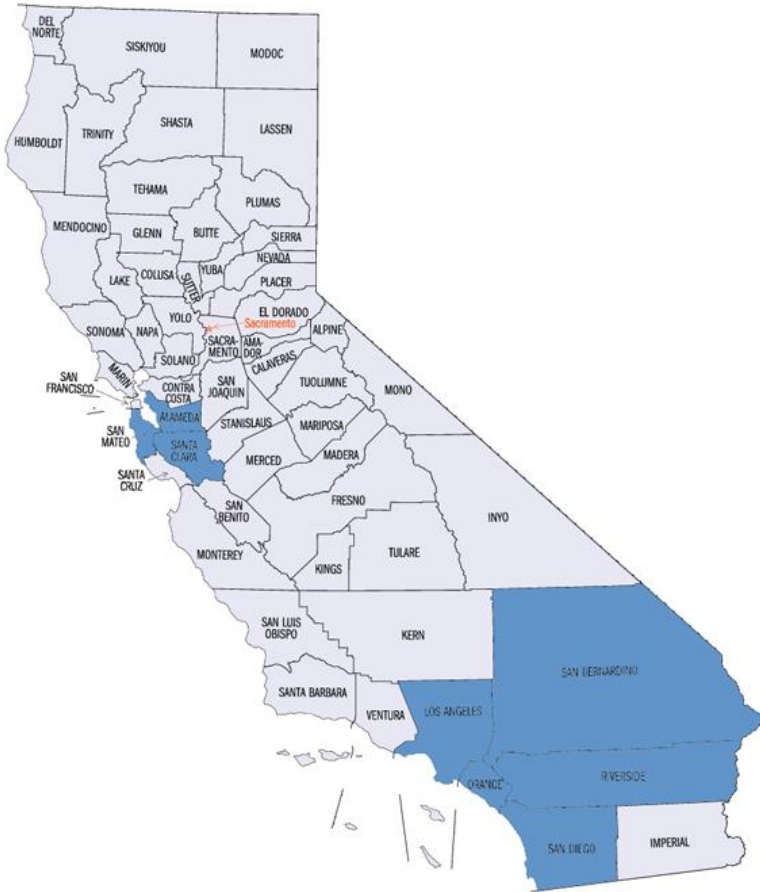 DEL
NORTE
SISKIYOU
MODOC
HUMBOLDT
TRINITY
SHASTA
LASSEN
TEHAMA
PLUMAS
MENDOCINO
GLENN
BUTTE
SIERRA
NEVADA
LAKE
COLUSA
SUTTER
YUBA
PLACER
SONOMA
NAPA
YOLO
EL DORADO
Sacramento
ALPINE
SACRA-
MENTO
AMA-
DOR
SOLANO
CALAVERAS
MARIN
SAN
FRANCISCO
CONTRA
COSTA
SAN
JOAQUIN
TUOLUMNE
MONO
ALAMEDA
STANISLAUS
MARIPOSA
SAN
MATEO
SANTA
CLARA
MERCED
MADERA
SANTA
CRUZ
SAN
BENITO
FRESNO
INYO
MONTEREY
KINGS
TULARE
SAN LUIS
OBISPO
KERN
SAN BERNARDINO
SANTA BARBARA
VENTURA
LOS ANGELES
ORANGE
RIVERSIDE
SAN DIEGO
IMPERIAL